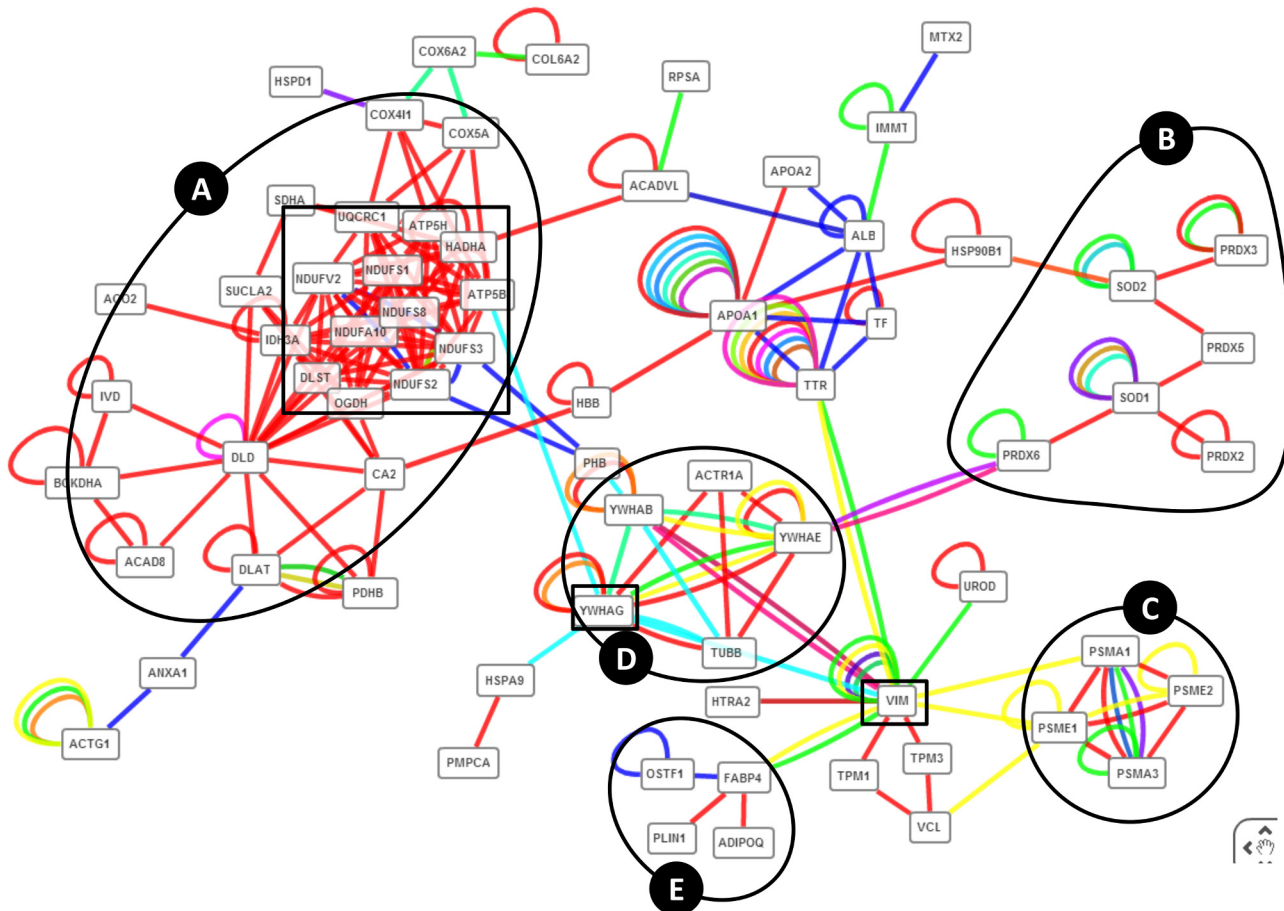 COX6A2
COL6A2
MTX2
HSPD1
RPSA
COX4I1
COX5A
IMMT
A
B
ACADVL
APOA2
SDHA
UQCRC1
ATP5H
HADHA
ALB
HSP90B1
PRDX3
NDUFV2
NDUFS1
SUCLA2
ATP5B
SOD2
ACO2
NDUFS8
APOA1
TF
IDH3A
NDUFA10
NDUFS3
PRDX5
DLST
NDUFS2
TTR
IVD
OGDH
HBB
SOD1
DLD
PHB
PRDX6
PRDX2
BCKDHA
CA2
ACTR1A
YWHAB
YWHAE
ACAD8
DLAT
PDHB
UROD
YWHAG
C
D
TUBB
PSMA1
ANXA1
HSPA9
HTRA2
VIM
PSME2
PSME1
ACTG1
PMPCA
OSTF1
FABP4
TPM1
TPM3
PSMA3
PLIN1
ADIPOQ
VCL
E